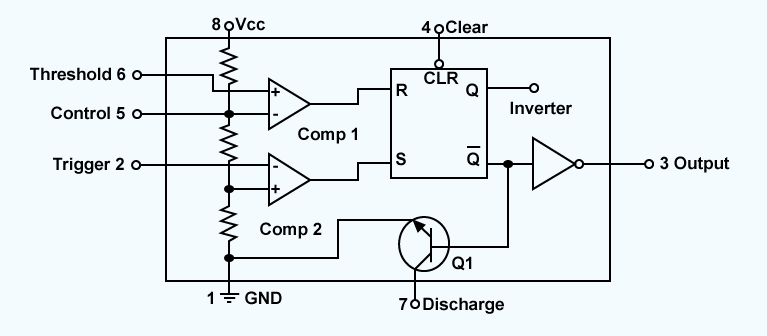 8 Vcc
4 Clear
Threshold 6
CLR
+
R
Q
Control 5
-
Inverter
Comp 1
Trigger 2
-
S
Q̅
3 Output
+
Comp 2
Q1
1 GND
7 Discharge